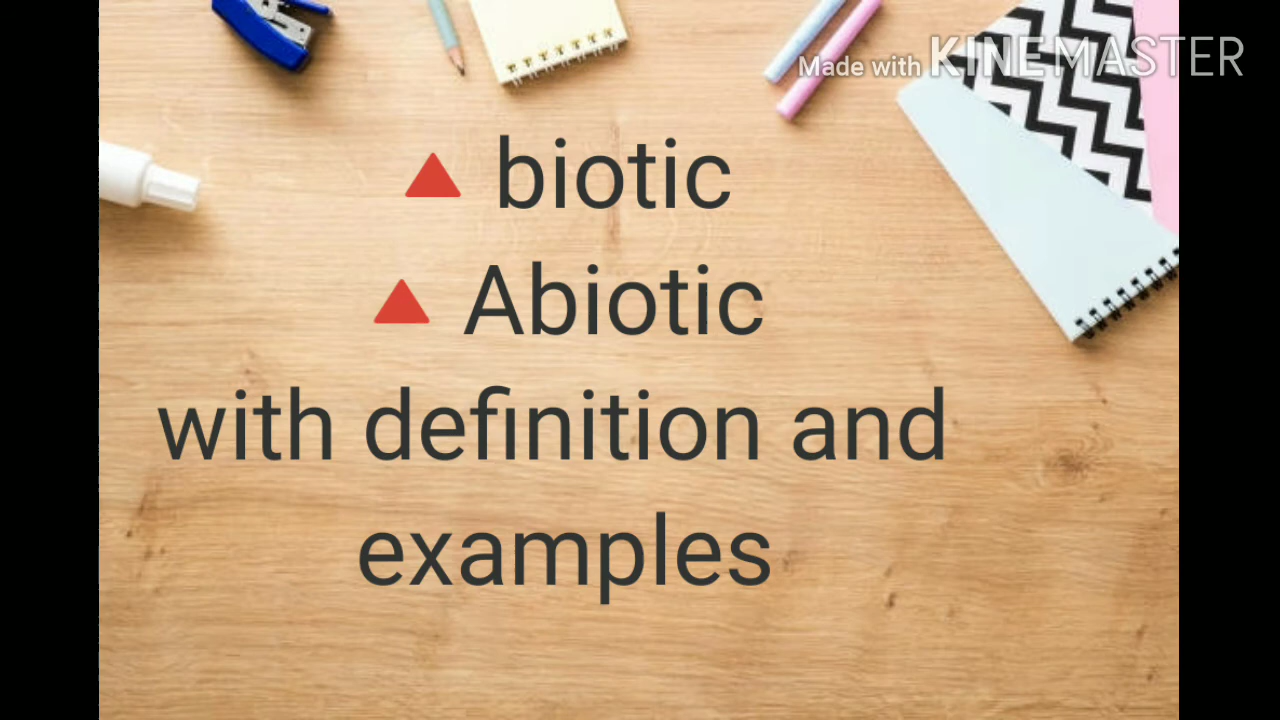 Made with KINEMASTER
🔺 biotic
🔺 Abiotic
with definition and
examples